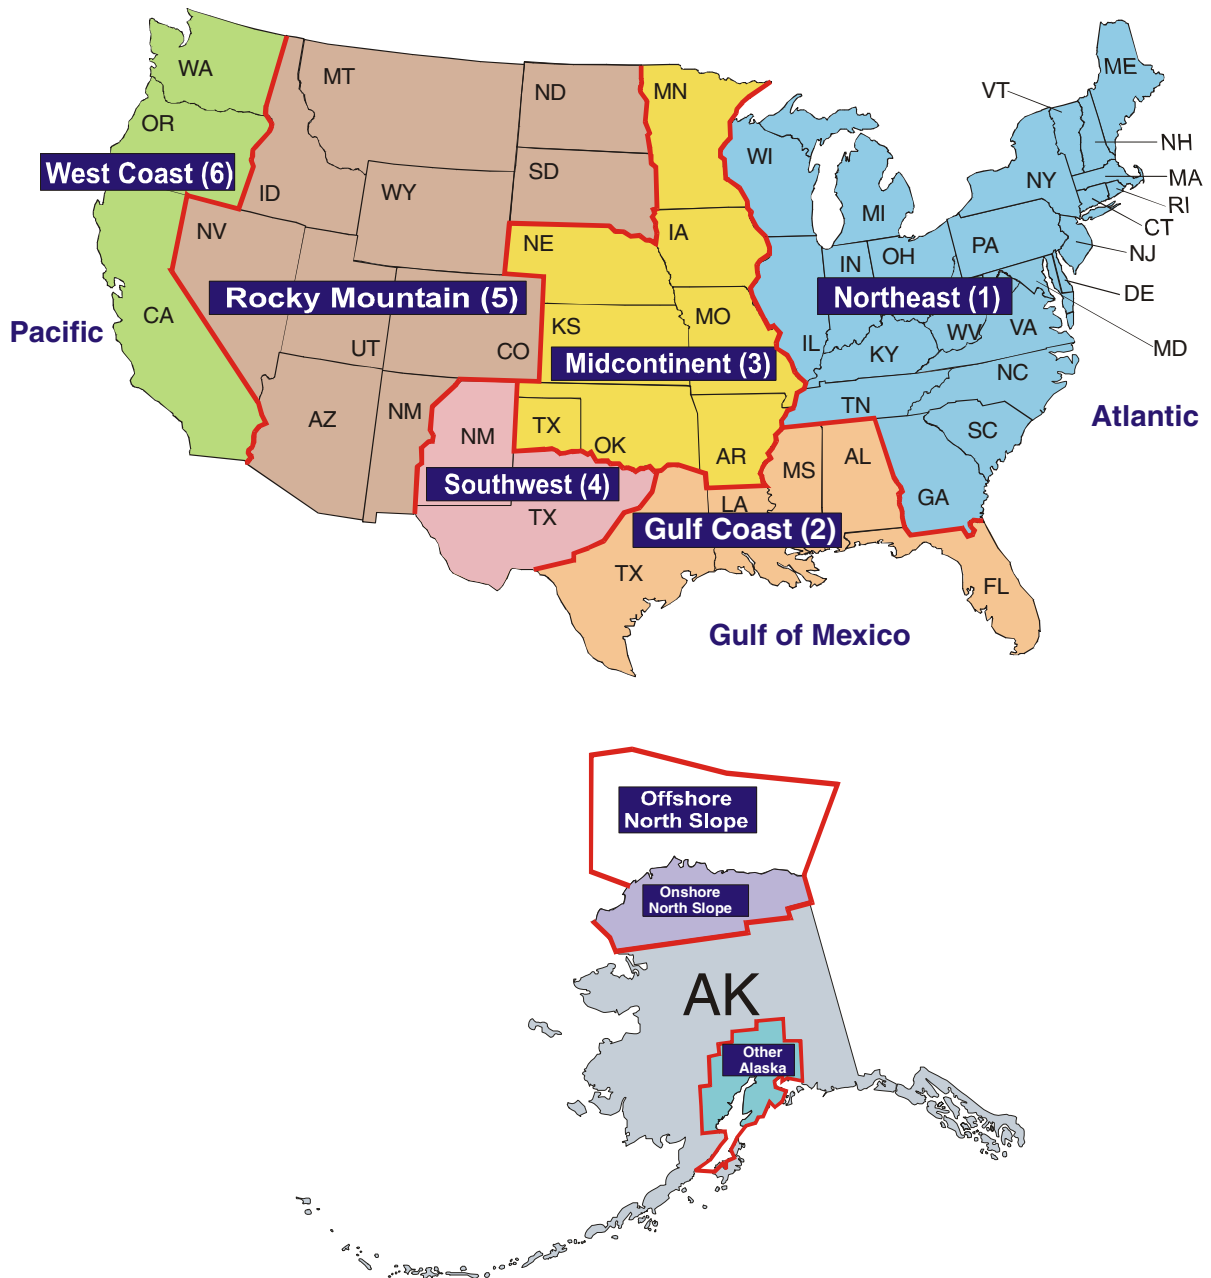 WA
MT
ND
MN
ME
VT
OR
NH
WI
West Coast (6)
ID
WY
SD
NY
MA
MI
RI
CT
NV
NE
IA
PA
NJ
IN
OH
Rocky Mountain (5)
Northeast (1)
DE
Pacific
CA
KS
MO
WV
VA
UT
CO
IL
KY
MD
Midcontinent (3)
NC
AZ
NM
TN
Atlantic
NM
TX
OK
AR
MS
AL
SC
Southwest (4)
GA
TX
LA
Gulf Coast (2)
TX
FL
Gulf of Mexico
Offshore
North Slope
Onshore
North Slope
AK
Other
Alaska